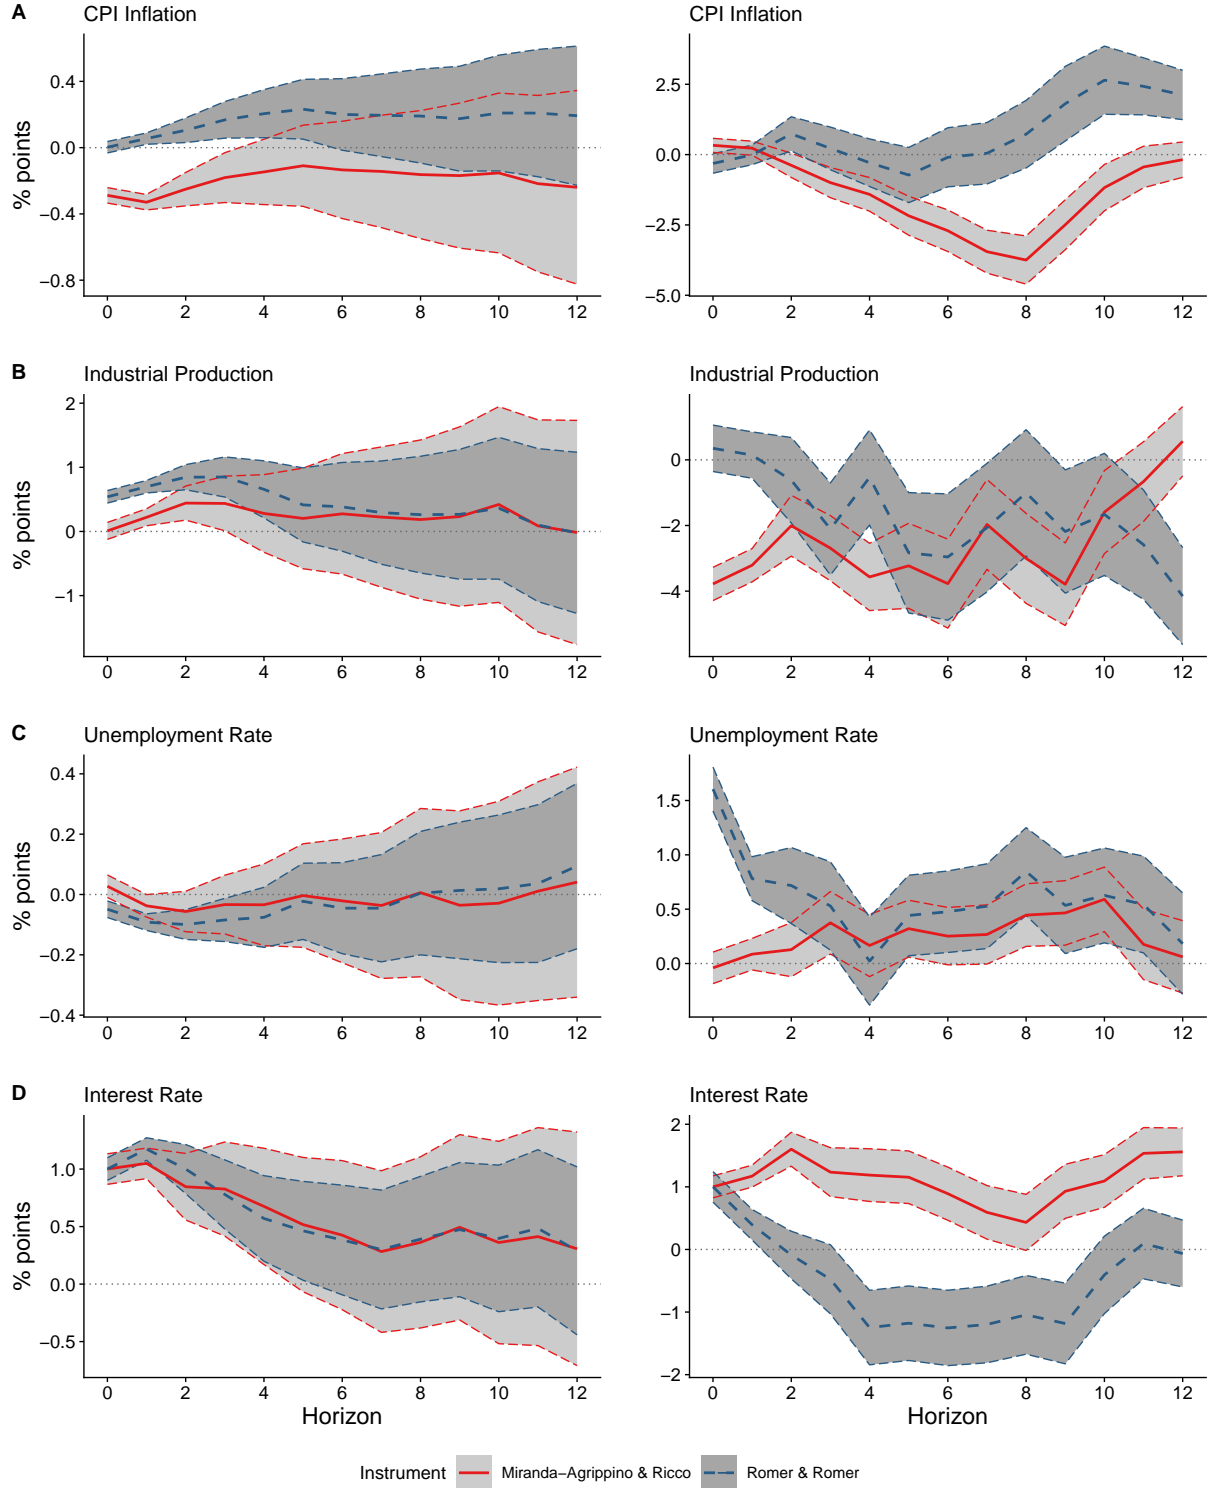 A
CPI Inflation
CPI Inflation
% points
0.4
0.0
−0.4
−0.8
0 2 4 6 8 10 12
2.5
0.0
−2.5
−5.0
0 2 4 6 8 10 12
B
Industrial Production
Industrial Production
% points
2
1
0
−1
0 2 4 6 8 10 12
0
−2
−4
0 2 4 6 8 10 12
C
Unemployment Rate
Unemployment Rate
% points
0.4
0.2
0.0
−0.2
−0.4
0 2 4 6 8 10 12
1.5
1.0
0.5
0.0
0 2 4 6 8 10 12
D
Interest Rate
Interest Rate
% points
1.0
0.5
0.0
−0.5
0 2 4 6 8 10 12
Horizon
2
1
0
−1
−2
0 2 4 6 8 10 12
Horizon
Instrument Miranda−Agrippino & Ricco Romer & Romer